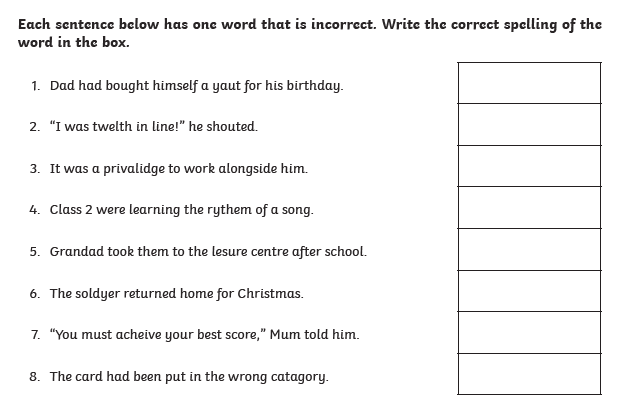 Each sentence below has one word that is incorrect. Write the correct spelling of the
word in the box.
1. Dad had bought himself a yaut for his birthday.
2. “I was twelth in line!” he shouted.
3. It was a privalidge to work alongside him.
4. Class 2 were learning the rythem of a song.
5. Grandad took them to the lesure centre after school.
6. The soldyer returned home for Christmas.
7. “You must acheive your best score,” Mum told him.
8. The card had been put in the wrong catagory.